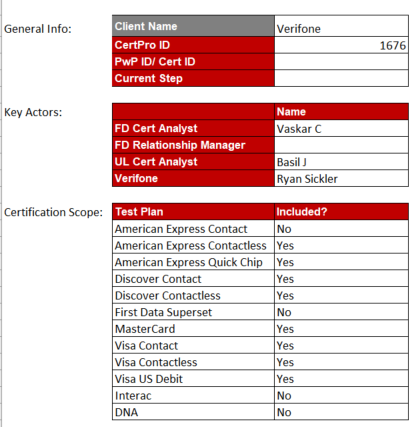 General Info: Client Name Verifone
CertPro ID 1676
PwP ID/ Cert ID
Current Step
Key Actors: Name
FD Cert Analyst Vaskar C
FD Relationship Manager
UL Cert Analyst Basil J
Verifone Ryan Sickler
Certification Scope: Test Plan Included?
American Express Contact No
American Express Contactless Yes
American Express Quick Chip Yes
Discover Contact Yes
Discover Contactless Yes
First Data Superset No
MasterCard Yes
Visa Contact Yes
Visa Contactless Yes
Visa US Debit Yes
Interac No
DNA No